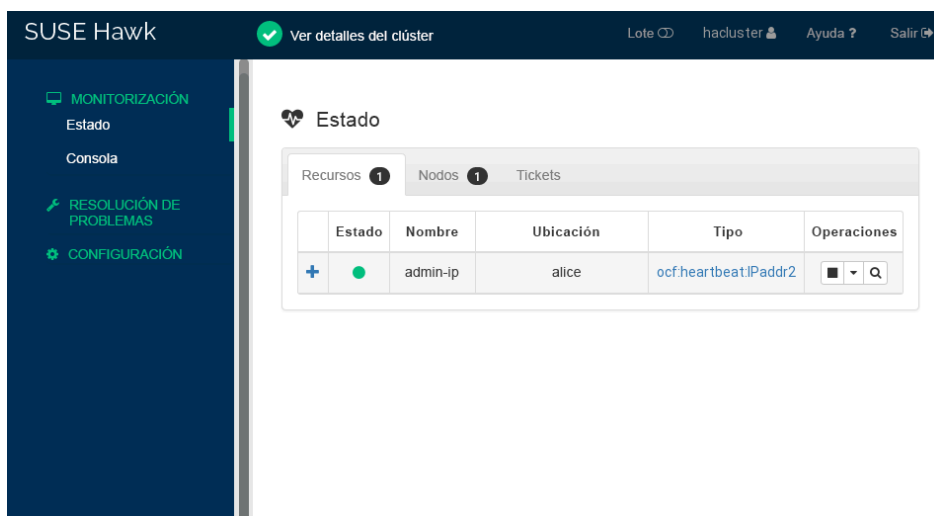 SUSE Hawk
Ver detalles del clúster
Lote
hacluster
Ayuda ?
Salir
MONITORIZACIÓN
Estado
Consola
RESOLUCIÓN DE
PROBLEMAS
CONFIGURACIÓN
Estado
Recursos 1
Nodos 1
Tickets
Estado Nombre Ubicación Tipo Operaciones
admin-ip alice ocf:heartbeat:IPaddr2